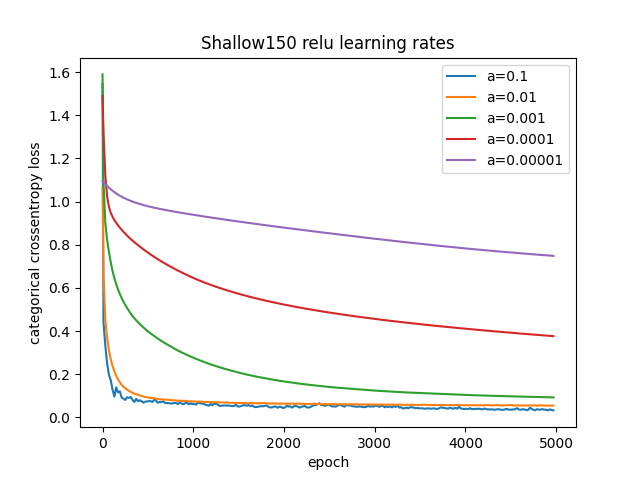 Shallow150 relu learning rates
categorical crossentropy loss
1.6
1.4
1.2
1.0
0.8
0.6
0.4
0.2
0.0
a=0.1
a=0.01
a=0.001
a=0.0001
a=0.00001
0 1000 2000 3000 4000 5000
epoch